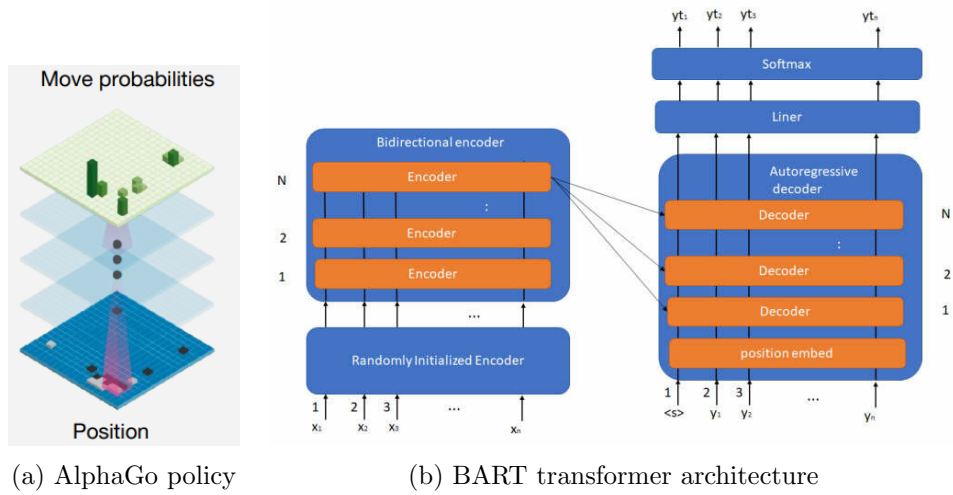 Move probabilities
Position
(a) AlphaGo policy
yt₁ yt₂ yt₃ ytₙ
Softmax
Liner
Bidirectional encoder
N Encoder
:
2 Encoder
1 Encoder
...
Randomly Initialized Encoder
1 2 3 ...
x₁ x₂ x₃ xₙ
Autoregressive
decoder
Decoder N
:
Decoder 2
Decoder 1
position embed
1 2 3 ...
<s> y₁ y₂ yₙ
(b) BART transformer architecture